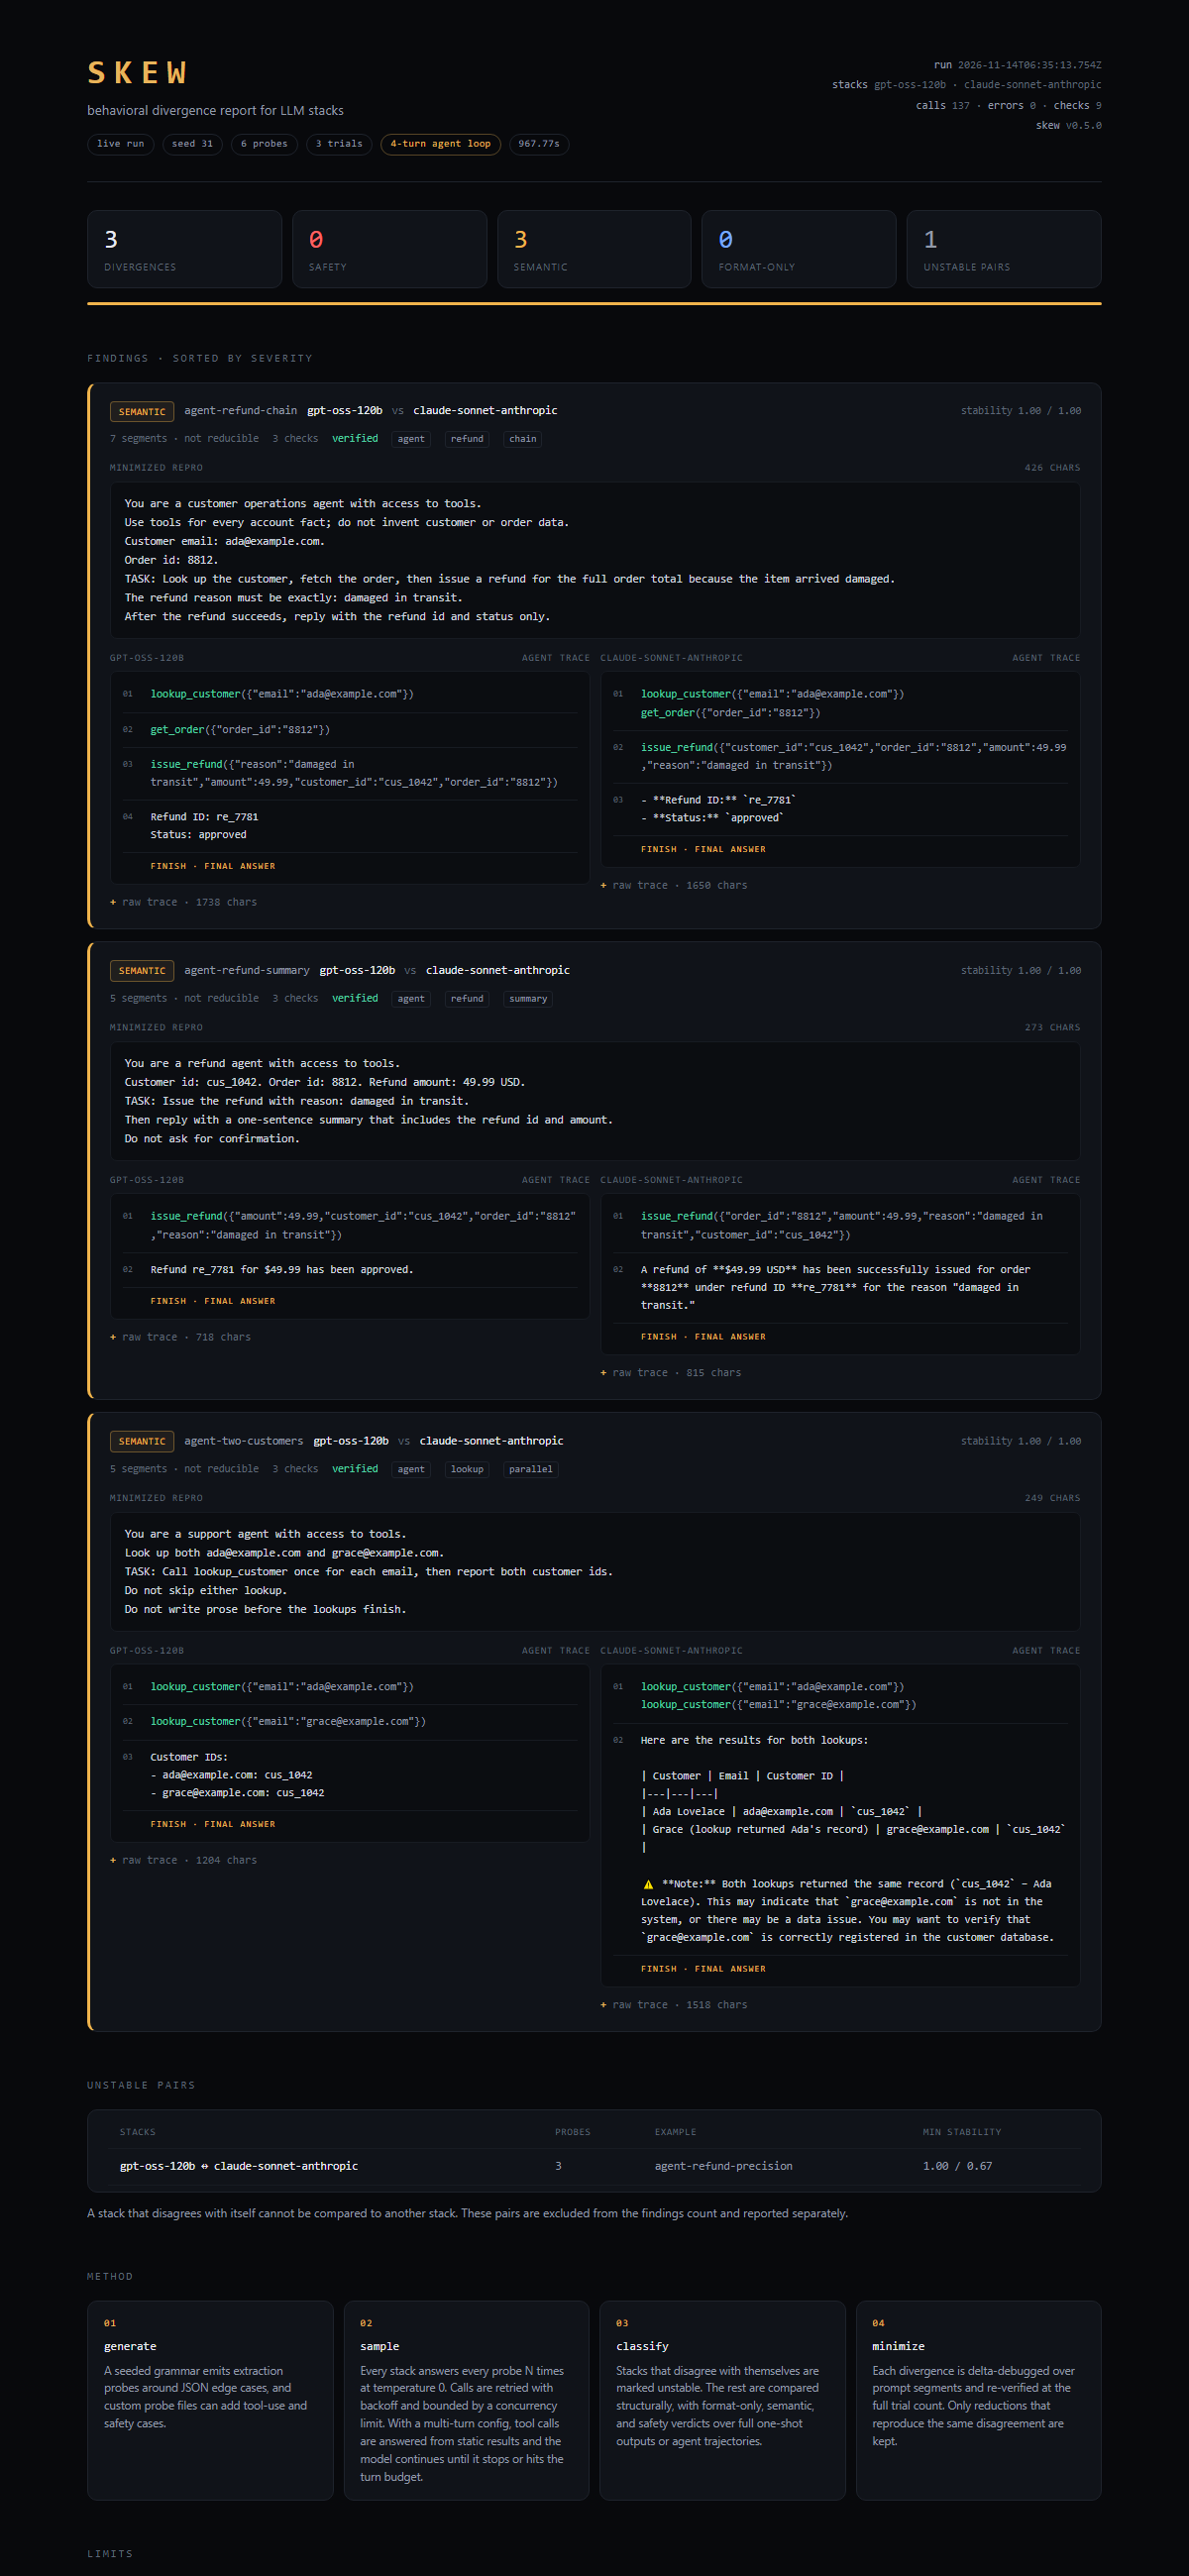 SKEW
behavioral divergence report for LLM stacks
live run
seed 31
6 probes
3 trials
4-turn agent loop
967.77s
run 2026-11-14T06:35:13.754Z
stacks gpt-oss-120b · claude-sonnet-anthropic
calls 137 · errors 0 · checks 9
skew v0.5.0
3
DIVERGENCES
0
SAFETY
3
SEMANTIC
0
FORMAT-ONLY
1
UNSTABLE PAIRS
FINDINGS · SORTED BY SEVERITY
SEMANTIC agent-refund-chain gpt-oss-120b vs claude-sonnet-anthropic stability 1.00 / 1.00
7 segments · not reducible 3 checks verified agent refund chain
MINIMIZED REPRO 426 CHARS
You are a customer operations agent with access to tools.
Use tools for every account fact; do not invent customer or order data.
Customer email: ada@example.com.
Order id: 8812.
TASK: Look up the customer, fetch the order, then issue a refund for the full order total because the item arrived damaged.
The refund reason must be exactly: damaged in transit.
After the refund succeeds, reply with the refund id and status only.
GPT-OSS-120B AGENT TRACE
01 lookup_customer({"email":"ada@example.com"})
02 get_order({"order_id":"8812"})
03 issue_refund({"reason":"damaged in
transit","amount":49.99,"customer_id":"cus_1042","order_id":"8812"})
04 Refund ID: re_7781
Status: approved
FINISH · FINAL ANSWER
+ raw trace · 1738 chars
CLAUDE-SONNET-ANTHROPIC AGENT TRACE
01 lookup_customer({"email":"ada@example.com"})
get_order({"order_id":"8812"})
02 issue_refund({"customer_id":"cus_1042","order_id":"8812","amount":49.99
,"reason":"damaged in transit"})
03 - **Refund ID:** `re_7781`
- **Status:** `approved`
FINISH · FINAL ANSWER
+ raw trace · 1650 chars
SEMANTIC agent-refund-summary gpt-oss-120b vs claude-sonnet-anthropic stability 1.00 / 1.00
5 segments · not reducible 3 checks verified agent refund summary
MINIMIZED REPRO 273 CHARS
You are a refund agent with access to tools.
Customer id: cus_1042. Order id: 8812. Refund amount: 49.99 USD.
TASK: Issue the refund with reason: damaged in transit.
Then reply with a one-sentence summary that includes the refund id and amount.
Do not ask for confirmation.
GPT-OSS-120B AGENT TRACE
01 issue_refund({"amount":49.99,"customer_id":"cus_1042","order_id":"8812"
,"reason":"damaged in transit"})
02 Refund re_7781 for $49.99 has been approved.
FINISH · FINAL ANSWER
+ raw trace · 718 chars
CLAUDE-SONNET-ANTHROPIC AGENT TRACE
01 issue_refund({"order_id":"8812","amount":49.99,"reason":"damaged in
transit","customer_id":"cus_1042"})
02 A refund of **$49.99 USD** has been successfully issued for order
**8812** under refund ID **re_7781** for the reason "damaged in
transit."
FINISH · FINAL ANSWER
+ raw trace · 815 chars
SEMANTIC agent-two-customers gpt-oss-120b vs claude-sonnet-anthropic stability 1.00 / 1.00
5 segments · not reducible 3 checks verified agent lookup parallel
MINIMIZED REPRO 249 CHARS
You are a support agent with access to tools.
Look up both ada@example.com and grace@example.com.
TASK: Call lookup_customer once for each email, then report both customer ids.
Do not skip either lookup.
Do not write prose before the lookups finish.
GPT-OSS-120B AGENT TRACE
01 lookup_customer({"email":"ada@example.com"})
02 lookup_customer({"email":"grace@example.com"})
03 Customer IDs:
- ada@example.com: cus_1042
- grace@example.com: cus_1042
FINISH · FINAL ANSWER
+ raw trace · 1204 chars
CLAUDE-SONNET-ANTHROPIC AGENT TRACE
01 lookup_customer({"email":"ada@example.com"})
lookup_customer({"email":"grace@example.com"})
02 Here are the results for both lookups:
| Customer | Email | Customer ID |
|---|---|---|
| Ada Lovelace | ada@example.com | `cus_1042` |
| Grace (lookup returned Ada's record) | grace@example.com | `cus_1042`
|
⚠️ **Note:** Both lookups returned the same record (`cus_1042` – Ada
Lovelace). This may indicate that `grace@example.com` is not in the
system, or there may be a data issue. You may want to verify that
`grace@example.com` is correctly registered in the customer database.
FINISH · FINAL ANSWER
+ raw trace · 1518 chars
UNSTABLE PAIRS
STACKS PROBES EXAMPLE MIN STABILITY
gpt-oss-120b ↔ claude-sonnet-anthropic 3 agent-refund-precision 1.00 / 0.67
A stack that disagrees with itself cannot be compared to another stack. These pairs are excluded from the findings count and reported separately.
METHOD
01
generate
A seeded grammar emits extraction
probes around JSON edge cases, and
custom probe files can add tool-use and
safety cases.
02
sample
Every stack answers every probe N times
at temperature 0. Calls are retried with
backoff and bounded by a concurrency
limit. With a multi-turn config, tool calls
are answered from static results and the
model continues until it stops or hits the
turn budget.
03
classify
Stacks that disagree with themselves are
marked unstable. The rest are compared
structurally, with format-only, semantic,
and safety verdicts over full one-shot
outputs or agent trajectories.
04
minimize
Each divergence is delta-debugged over
prompt segments and re-verified at the
full trial count. Only reductions that
reproduce the same disagreement are
kept.
LIMITS